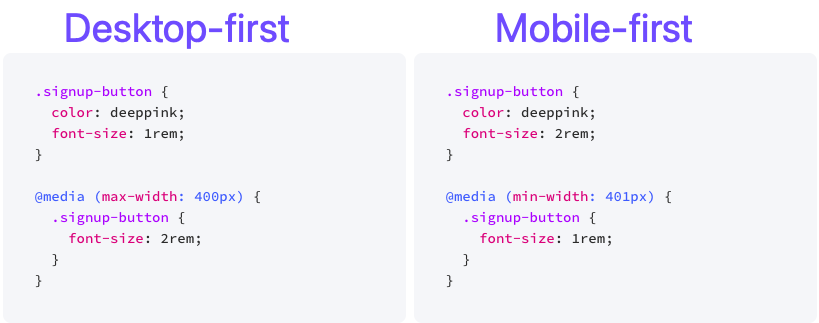 Desktop-first
.signup-button {
  color: deeppink;
  font-size: 1rem;
}

@media (max-width: 400px) {
  .signup-button {
    font-size: 2rem;
  }
}
Mobile-first
.signup-button {
  color: deeppink;
  font-size: 2rem;
}

@media (min-width: 401px) {
  .signup-button {
    font-size: 1rem;
  }
}